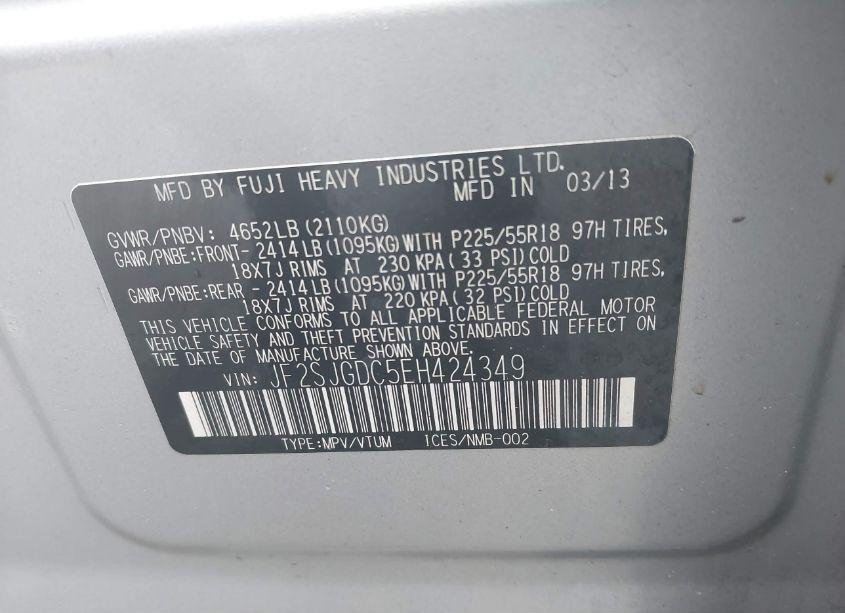 MFD BY FUJI HEAVY INDUSTRIES LTD.
MFD IN 03/13
GVWR/PNBV: 4652LB(2110KG)
GAWR/PNBE:FRONT- 2414LB(1095KG)WITH P225/55R18 97H TIRES,
18X7J RIMS AT 230 KPA( 33 PSI)COLD
GAWR/PNBE:REAR - 2414LB(1095KG)WITH P225/55R18 97H TIRES,
18X7J RIMS AT 220 KPA( 32 PSI)COLD
THIS VEHICLE CONFORMS TO ALL APPLICABLE FEDERAL MOTOR
VEHICLE SAFETY AND THEFT PREVENTION STANDARDS IN EFFECT ON
THE DATE OF MANUFACTURE SHOWN ABOVE.
VIN: JF2SJGDC5EH424349
TYPE:MPV/VTUM ICES/NMB-002